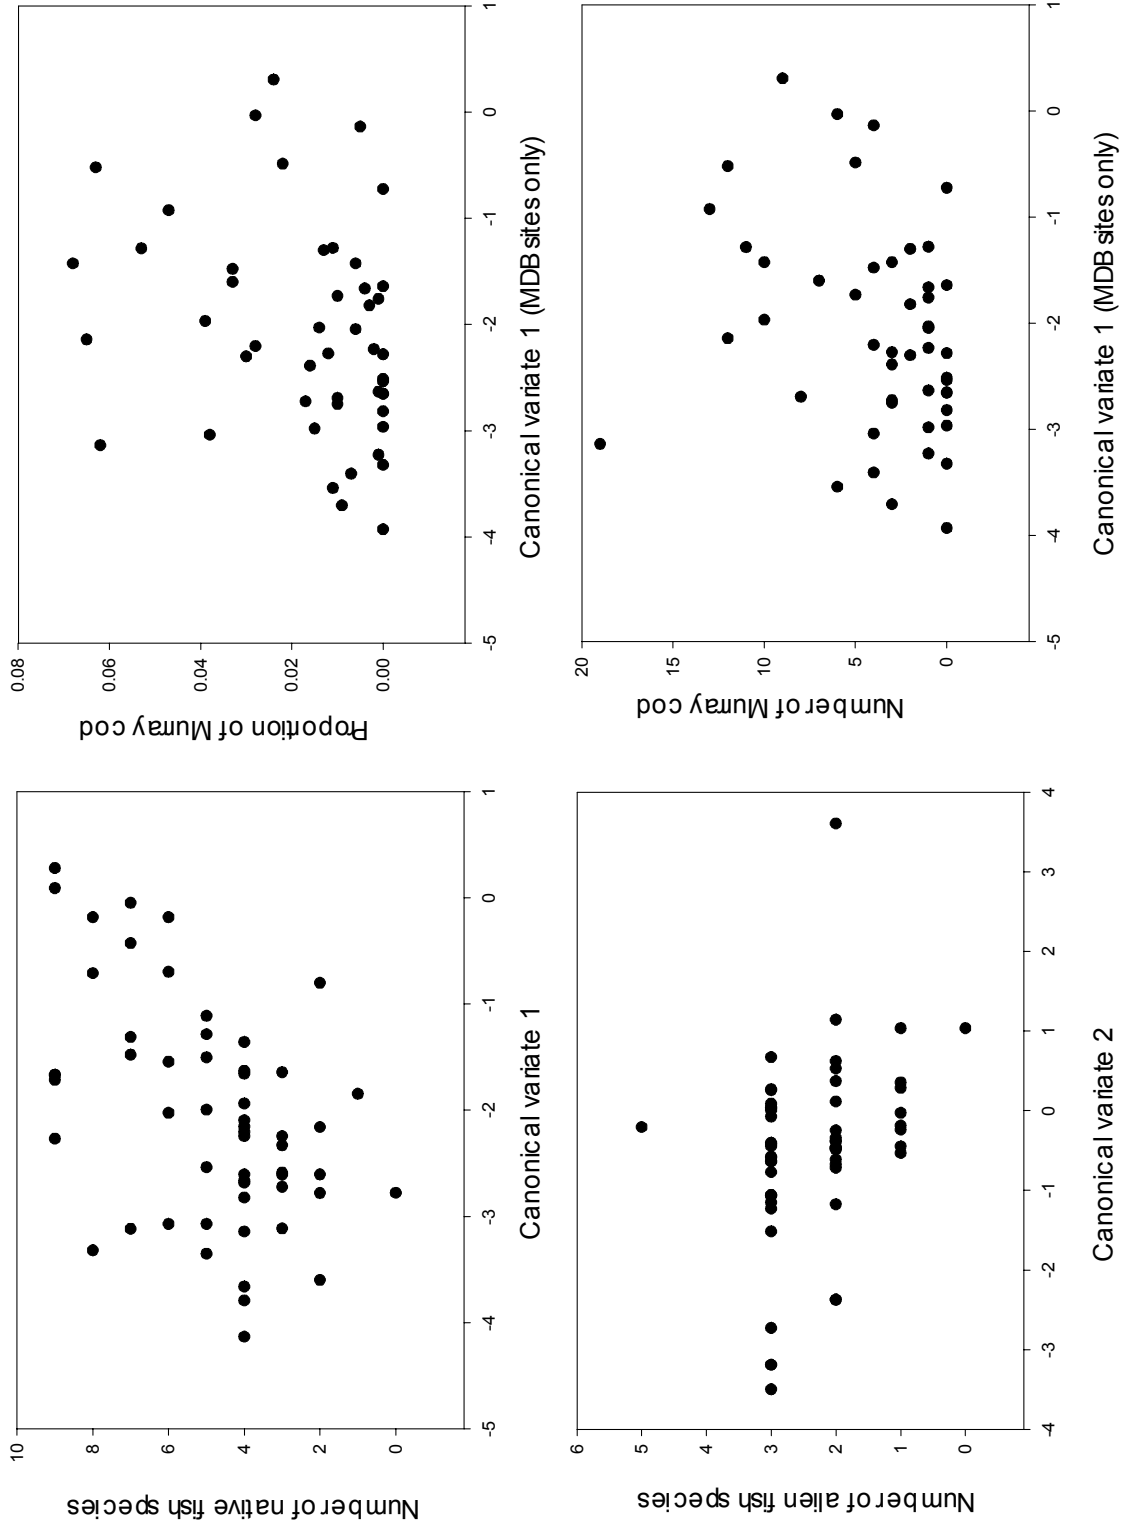 Number of native fish species
10
8
6
4
2
0
-5 -4 -3 -2 -1 0 1
Canonical variate 1
Proportion of Murray cod
0.08
0.06
0.04
0.02
0.00
-5 -4 -3 -2 -1 0 1
Canonical variate 1 (MDB sites only)
Number of alien fish species
6
5
4
3
2
1
0
-4 -3 -2 -1 0 1 2 3 4
Canonical variate 2
Number of Murray cod
20
15
10
5
0
-5 -4 -3 -2 -1 0 1
Canonical variate 1 (MDB sites only)